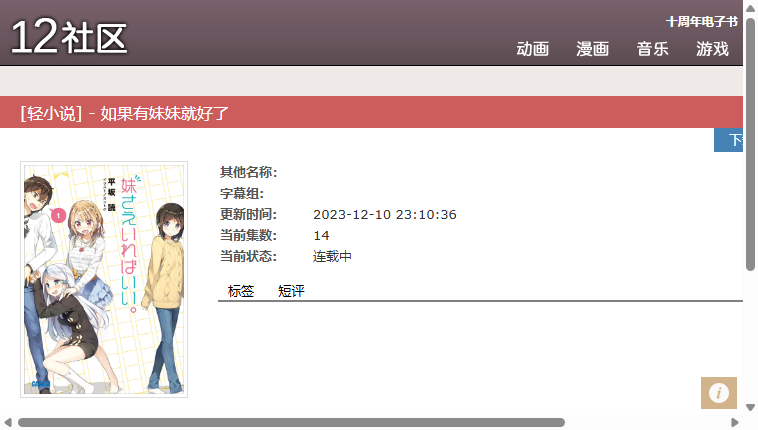 12社区
十周年电子书
动画 漫画 音乐 游戏
[轻小说] - 如果有妹妹就好了
妹さえいればいい。
平坂 読
1
其他名称:
字幕组:
更新时间: 2023-12-10 23:10:36
当前集数: 14
当前状态: 连载中
标签 短评